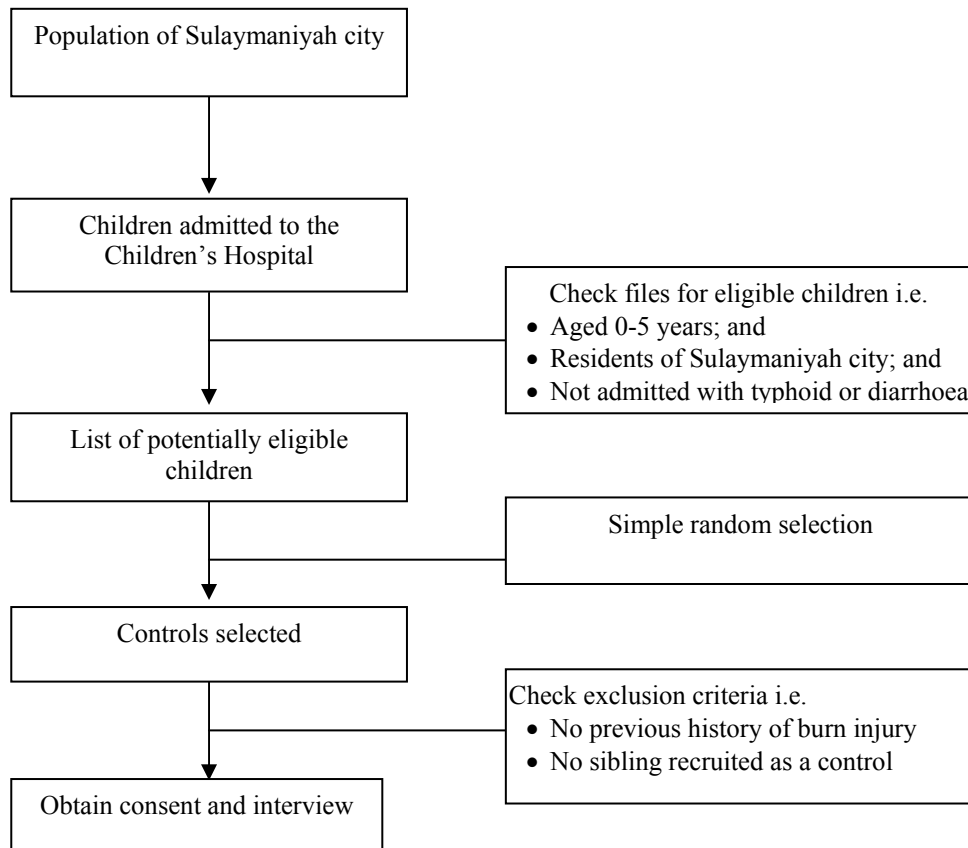 Population of Sulaymaniyah city
Children admitted to the
Children’s Hospital
Check files for eligible children i.e.
• Aged 0-5 years; and
• Residents of Sulaymaniyah city; and
• Not admitted with typhoid or diarrhoea
List of potentially eligible
children
Simple random selection
Controls selected
Check exclusion criteria i.e.
• No previous history of burn injury
• No sibling recruited as a control
Obtain consent and interview